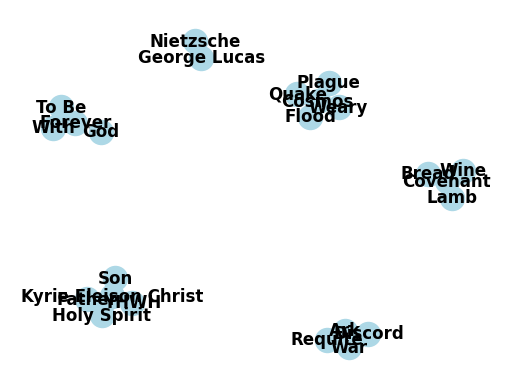 Nietzsche
George Lucas
Plague
Quake
Cosmos
Weary
Flood
To Be
Forever
With
God
Bread
Wine
Covenant
Lamb
Son
Kyrie Eleison Christ
Father
YHWH
Holy Spirit
Ark
Discord
Require
War